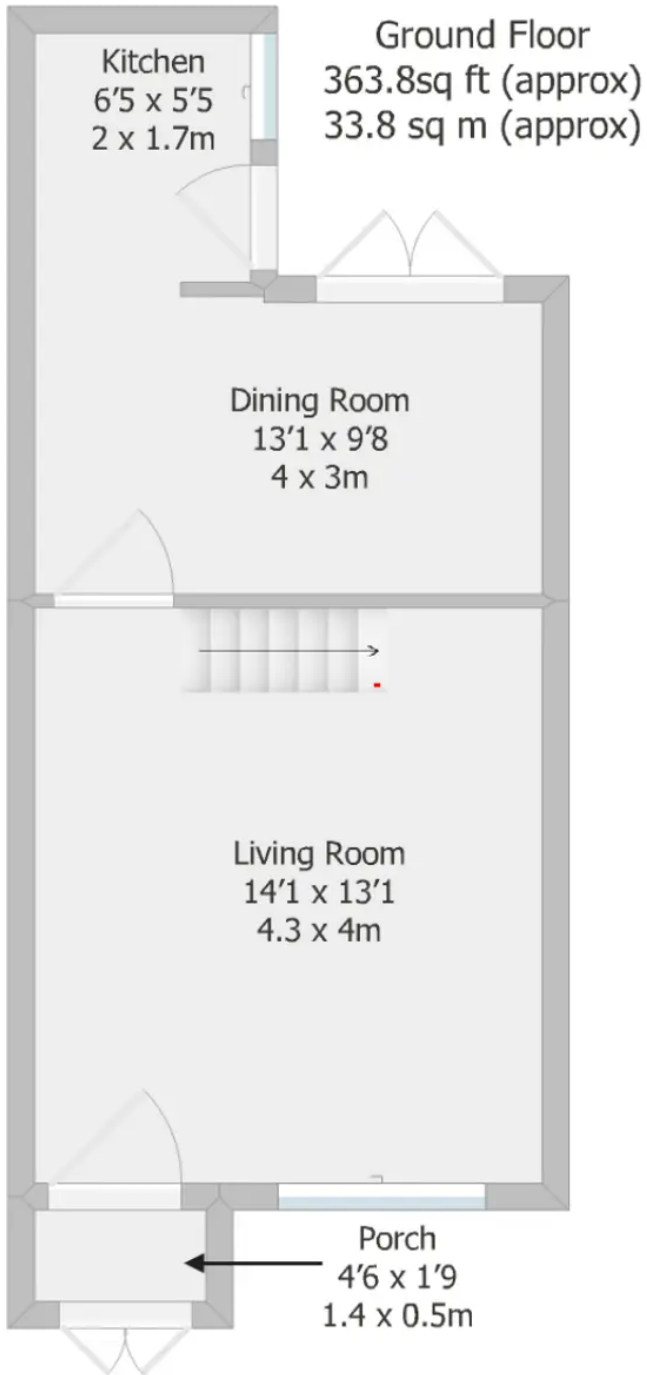 Ground Floor
363.8sq ft (approx)
33.8 sq m (approx)
Kitchen
6'5 x 5'5
2 x 1.7m
Dining Room
13'1 x 9'8
4 x 3m
Living Room
14'1 x 13'1
4.3 x 4m
Porch
4'6 x 1'9
1.4 x 0.5m